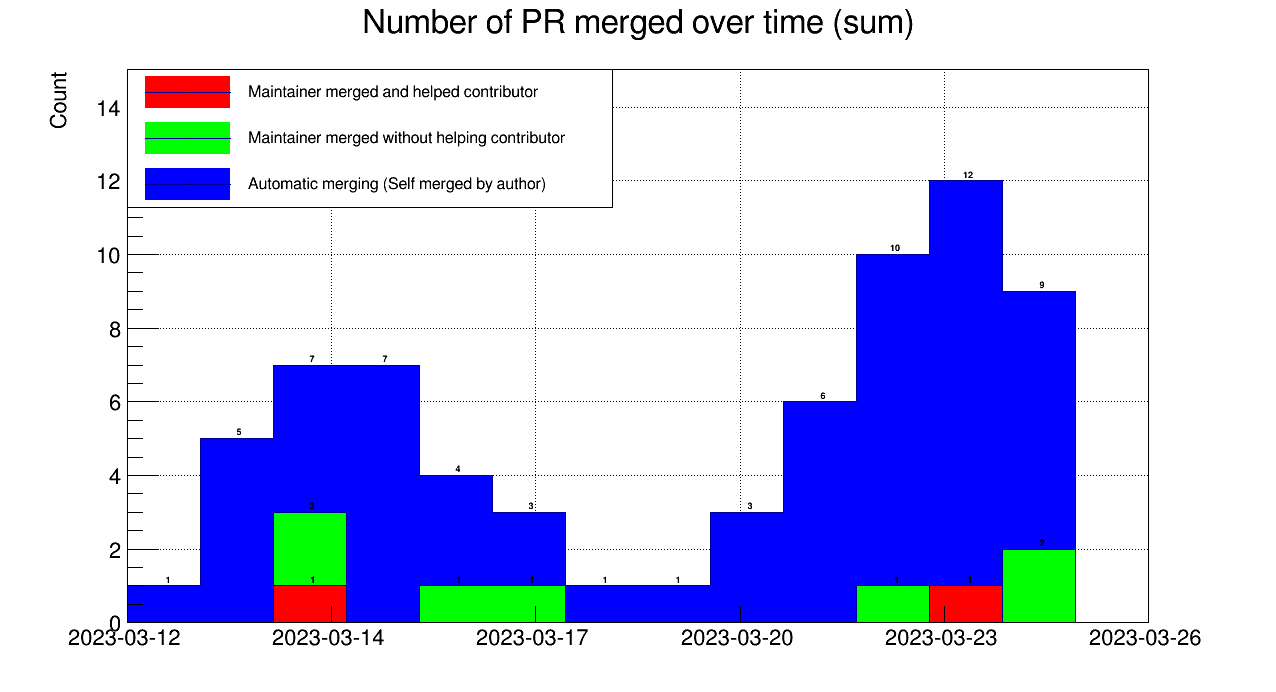 Number of PR merged over time (sum)
Count
Maintainer merged and helped contributor
Maintainer merged without helping contributor
Automatic merging (Self merged by author)
14
12
10
8
6
4
2
0
12
10
9
7 7
6
5
4
3 3 3
2
1 1 1 1 1 1 1 1
2023-03-12 2023-03-14 2023-03-17 2023-03-20 2023-03-23 2023-03-26